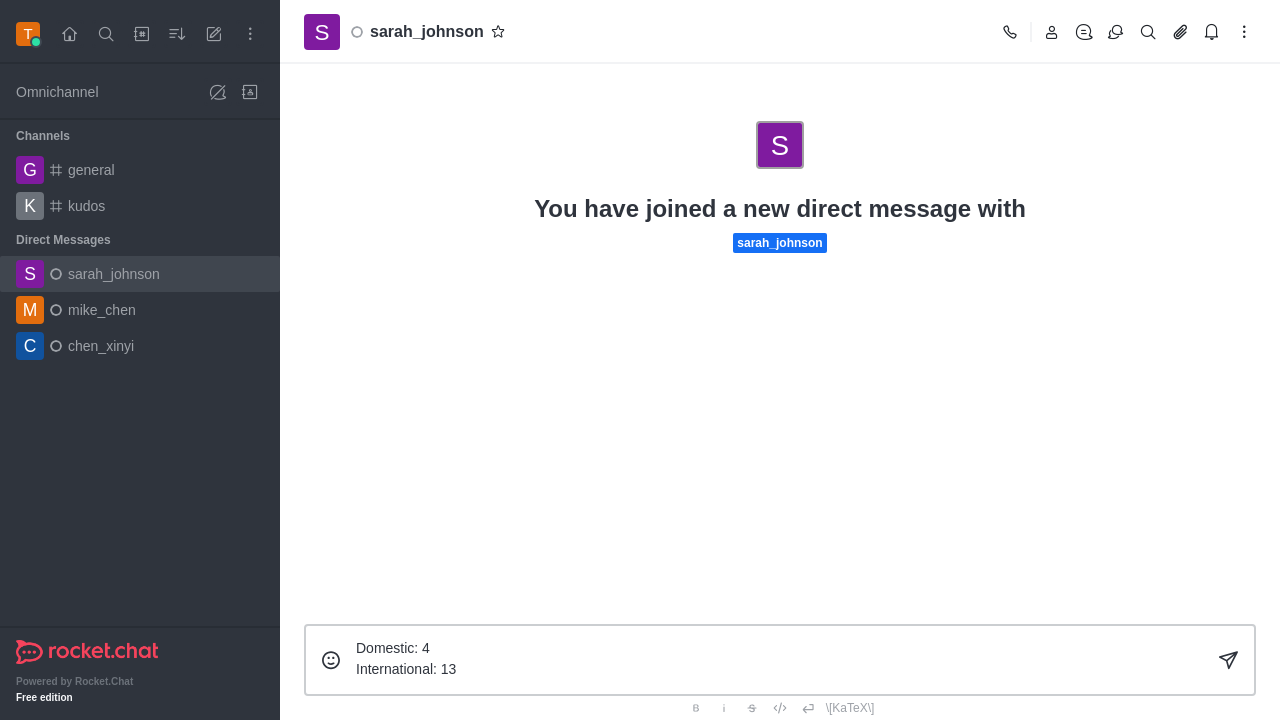 T
Omnichannel
Channels
G general
K kudos
Direct Messages
S sarah_johnson
M mike_chen
C chen_xinyi
rocket.chat
Powered by Rocket.Chat
Free edition
S sarah_johnson
S
You have joined a new direct message with
sarah_johnson
Domestic: 4
International: 13
B i S \[KaTeX\]